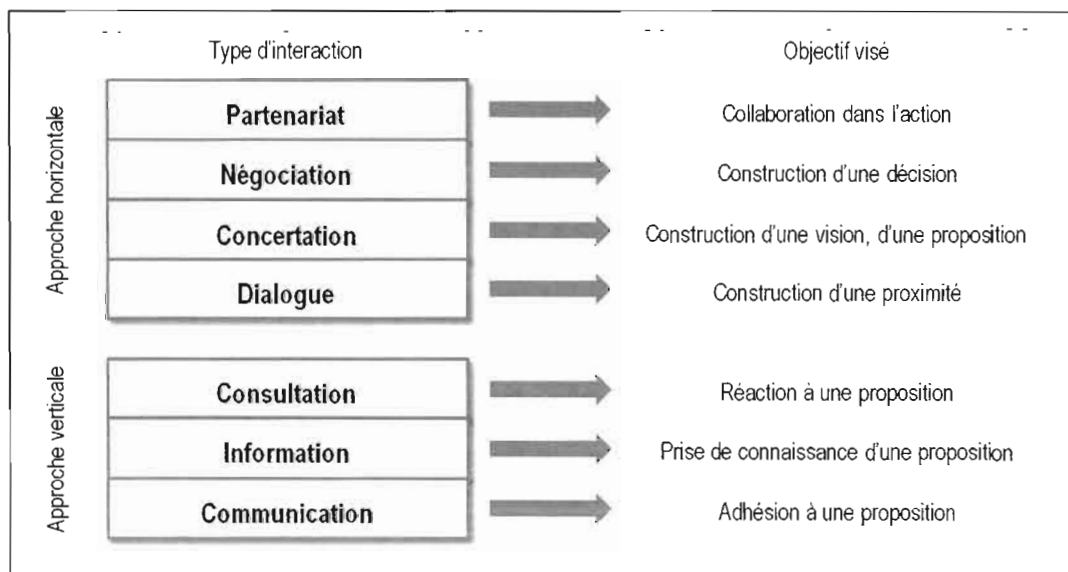 Type d'interaction Objectif visé
Approche horizontale
Partenariat Collaboration dans l'action
Négociation Construction d'une décision
Concertation Construction d'une vision, d'une proposition
Dialogue Construction d'une proximité
Approche verticale
Consultation Réaction à une proposition
Information Prise de connaissance d'une proposition
Communication Adhésion à une proposition